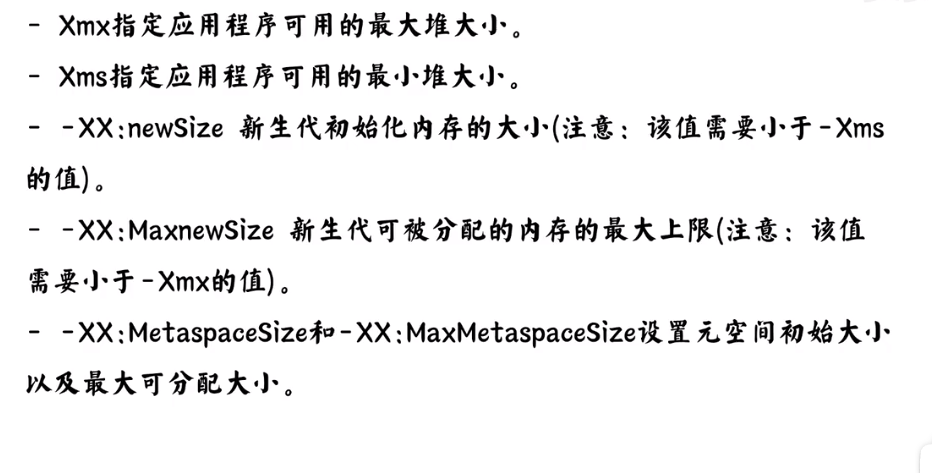 - Xmx指定应用程序可用的最大堆大小。
- Xms指定应用程序可用的最小堆大小。
- -XX:newSize 新生代初始化内存的大小(注意：该值需要小于-Xms
的值)。
- -XX:MaxnewSize 新生代可被分配的内存的最大上限(注意：该值
需要小于-Xmx的值)。
- -XX:MetaspaceSize和-XX:MaxMetaspaceSize设置元空间初始大小
以及最大可分配大小。